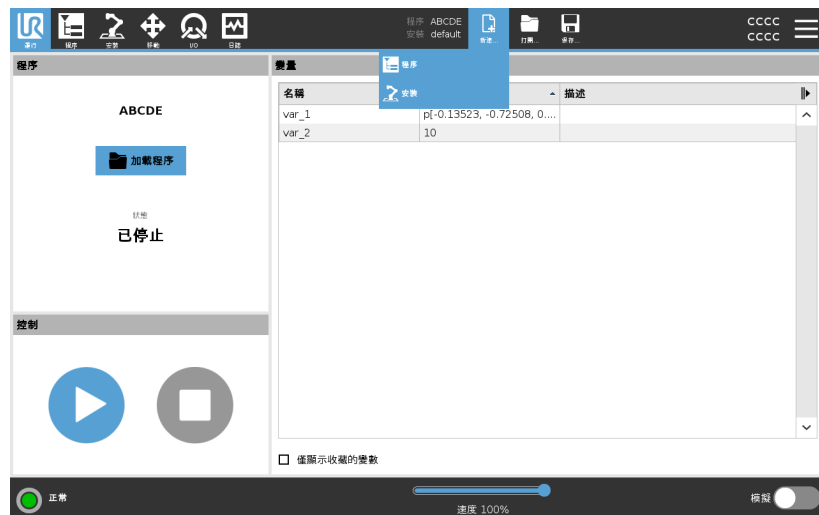 UR
運行
程序
安裝
移動
I/O
日誌
程序 ABCDE
安裝 default
新建...
打開...
保存...
CCCC
CCCC
程序
安裝
程序
ABCDE
加載程序
狀態
已停止
控制
變量
名稱
描述
var_1 p[-0.13523, -0.72508, 0....
var_2 10
僅顯示收藏的變數
正常
速度 100%
模擬